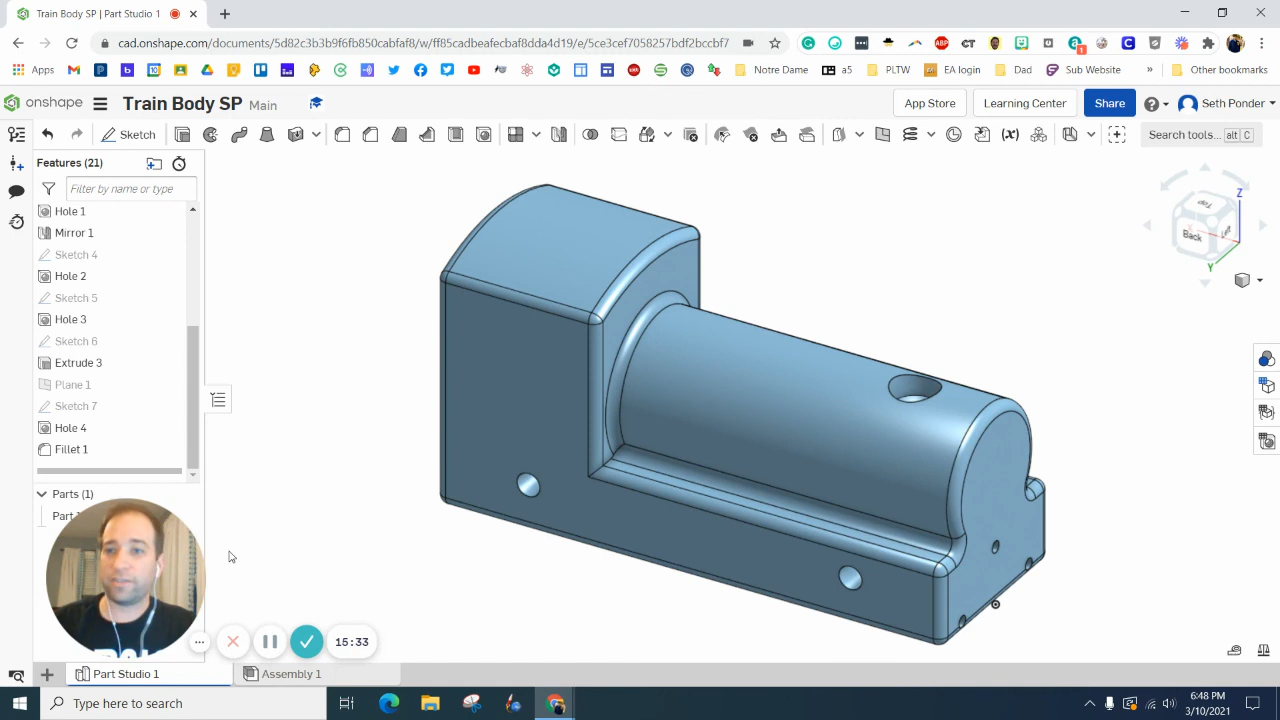 Train Body SP | Part Studio 1
cad.onshape.com/documents/5d82c3b3b9f6ffb85f2abbfaf8/w/ff85cadbabefecbaf8dda4d19/e/ce3cef7058257bdf2bccbf7
Apps
Notre Dame
a5
PLTW
EA login
Dad
Sub Website
»
Other bookmarks
onshape
Train Body SP
Main
App Store
Learning Center
Share
Seth Ponder
Sketch
Search tools...
alt C
Features (21)
Filter by name or type
Hole 1
Mirror 1
Sketch 4
Hole 2
Sketch 5
Hole 3
Sketch 6
Extrude 3
Plane 1
Sketch 7
Hole 4
Fillet 1
Parts (1)
Part
Top
Back
Z
Y
15:33
Part Studio 1
Assembly 1
Type here to search
6:48 PM
3/10/2021